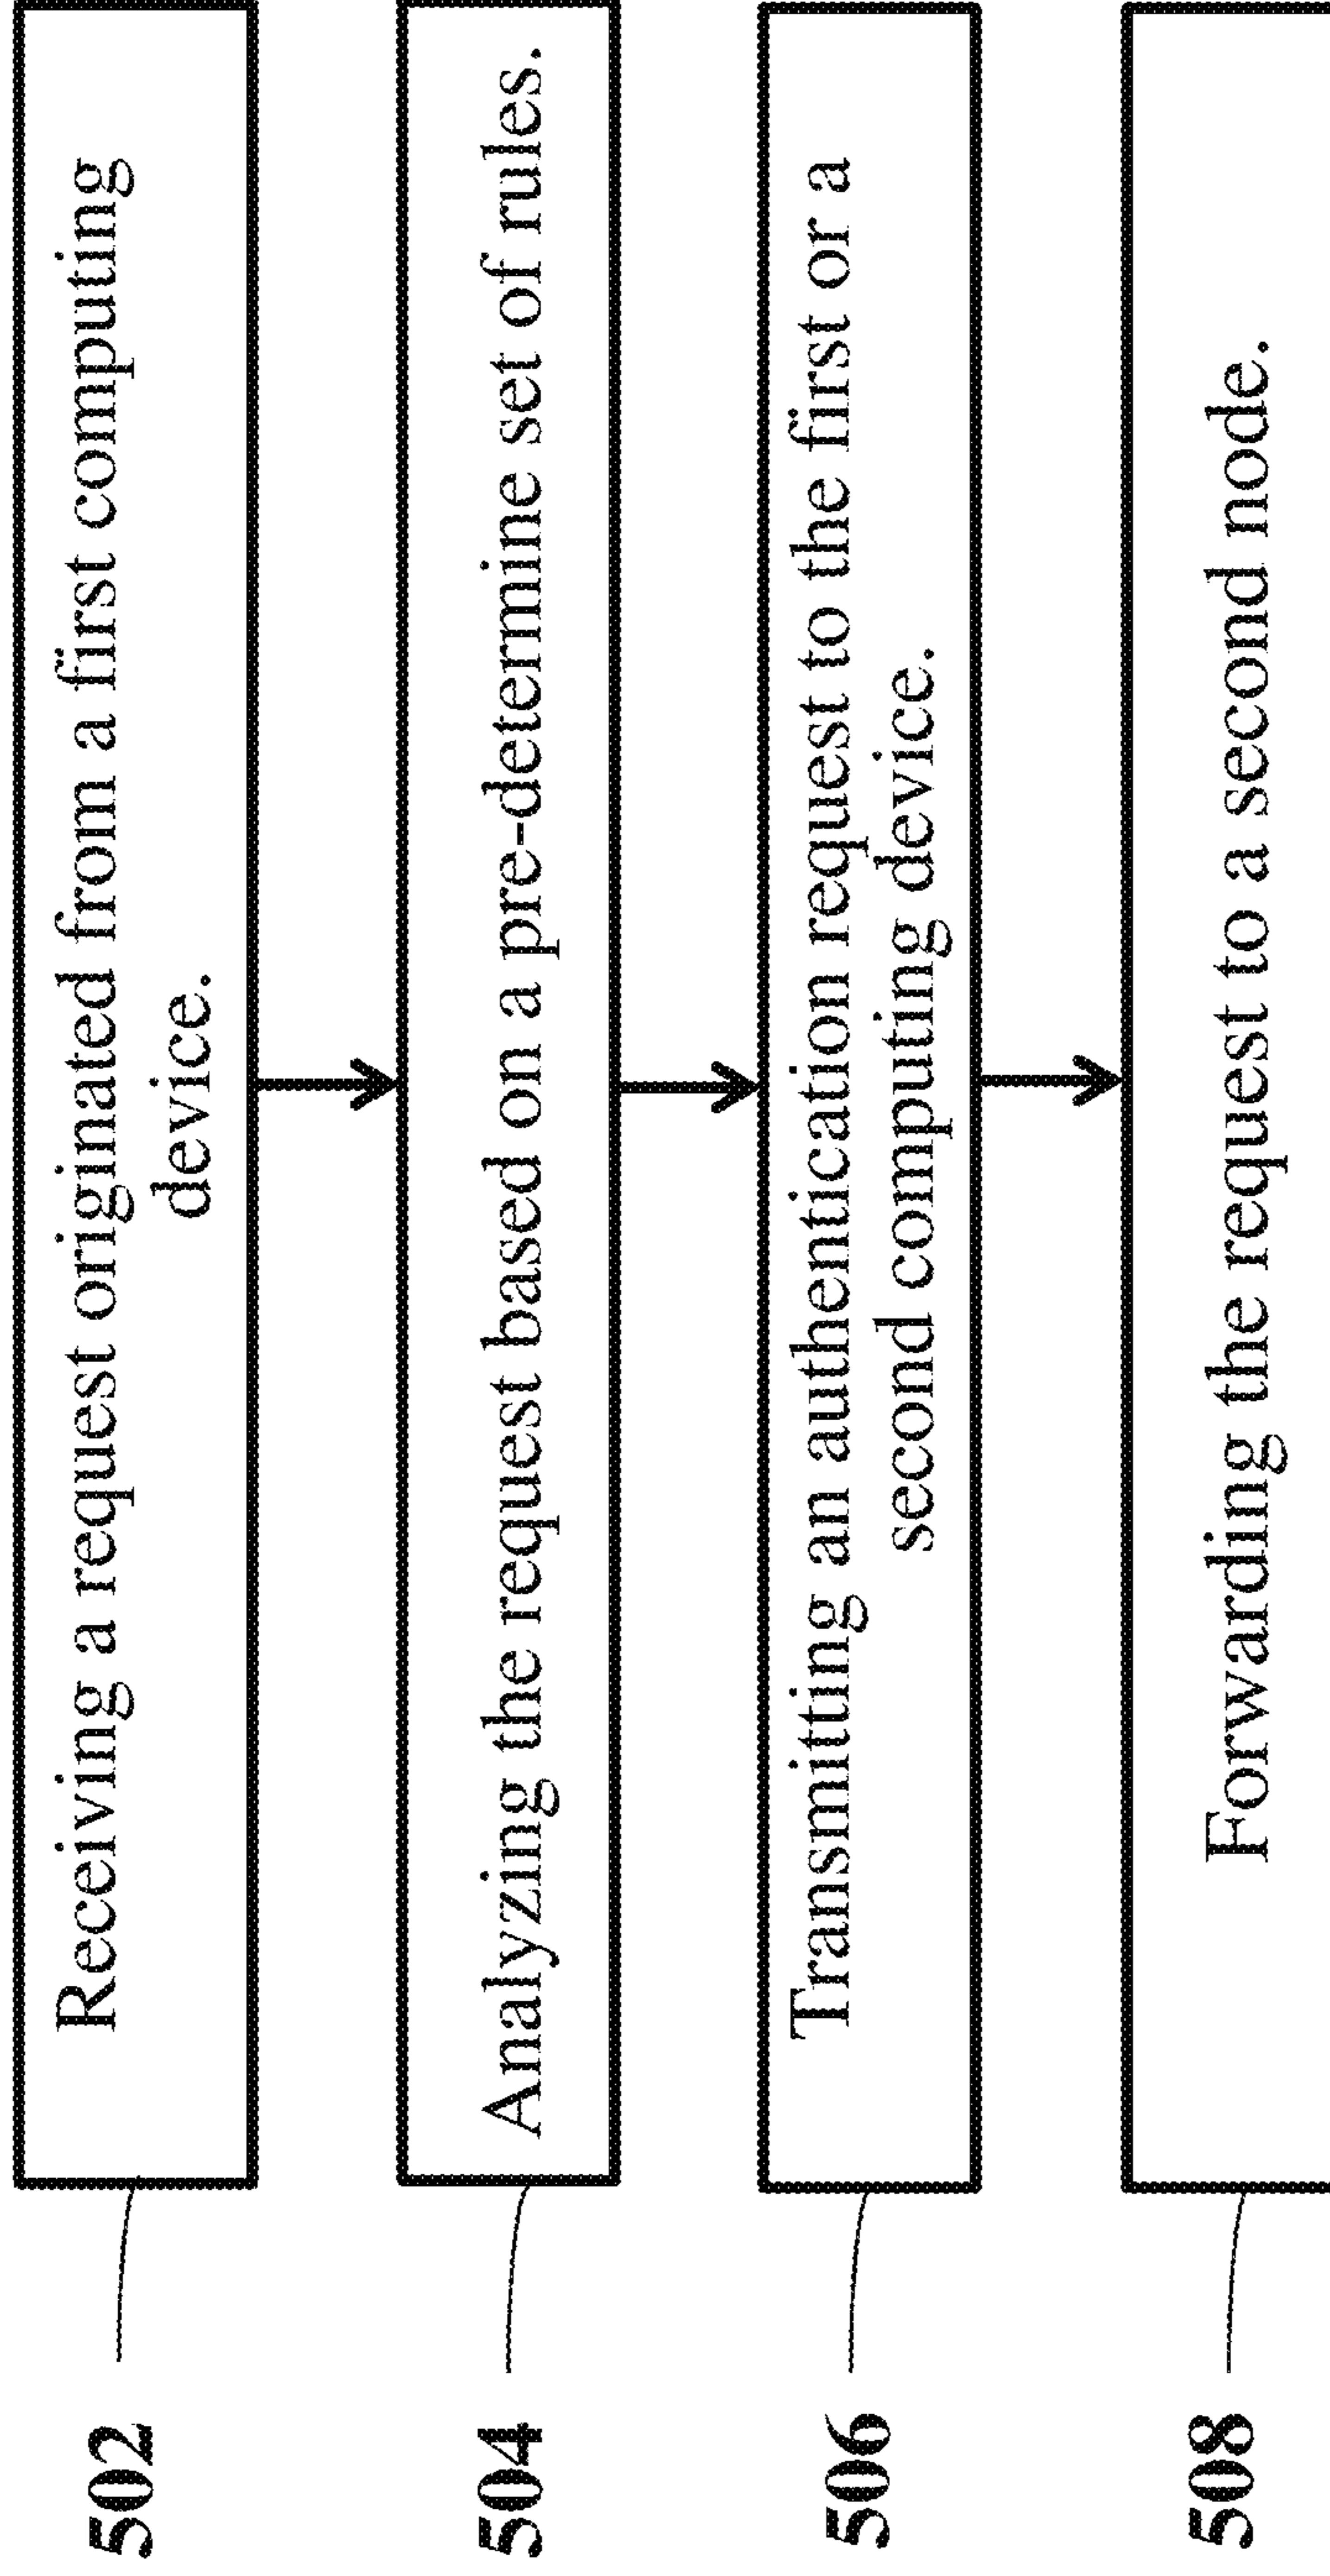 502
Receiving a request originated from a first computing
device.
504
Analyzing the request based on a pre-determine set of rules.
506
Transmitting an authentication request to the first or a
second computing device.
508
Forwarding the request to a second node.